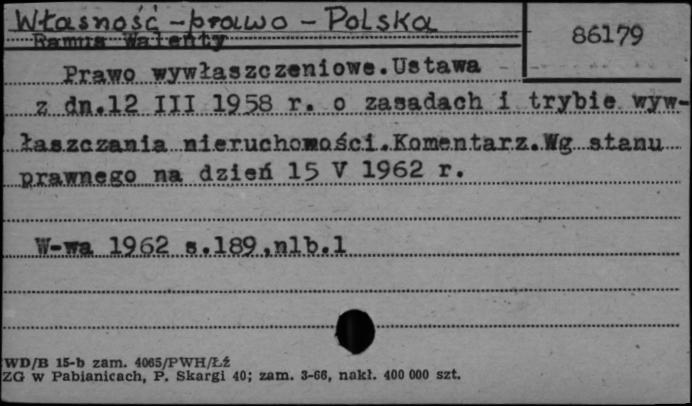 Własność - prawo - Polska
86179
Ramus Walenty
Prawo wywłaszczeniowe.Ustawa
z dn.12 III 1958 r. o zasadach i trybie wyw-
łaszczania nieruchomości.Komentarz.Wg stanu
prawnego na dzień 15 V 1962 r.
W-wa 1962 s.189,nlb.1
WD/B 15-b zam. 4065/PWH/Łż
ZG w Pabianicach, P. Skargi 40; zam. 3-66, nakł. 400 000 szt.